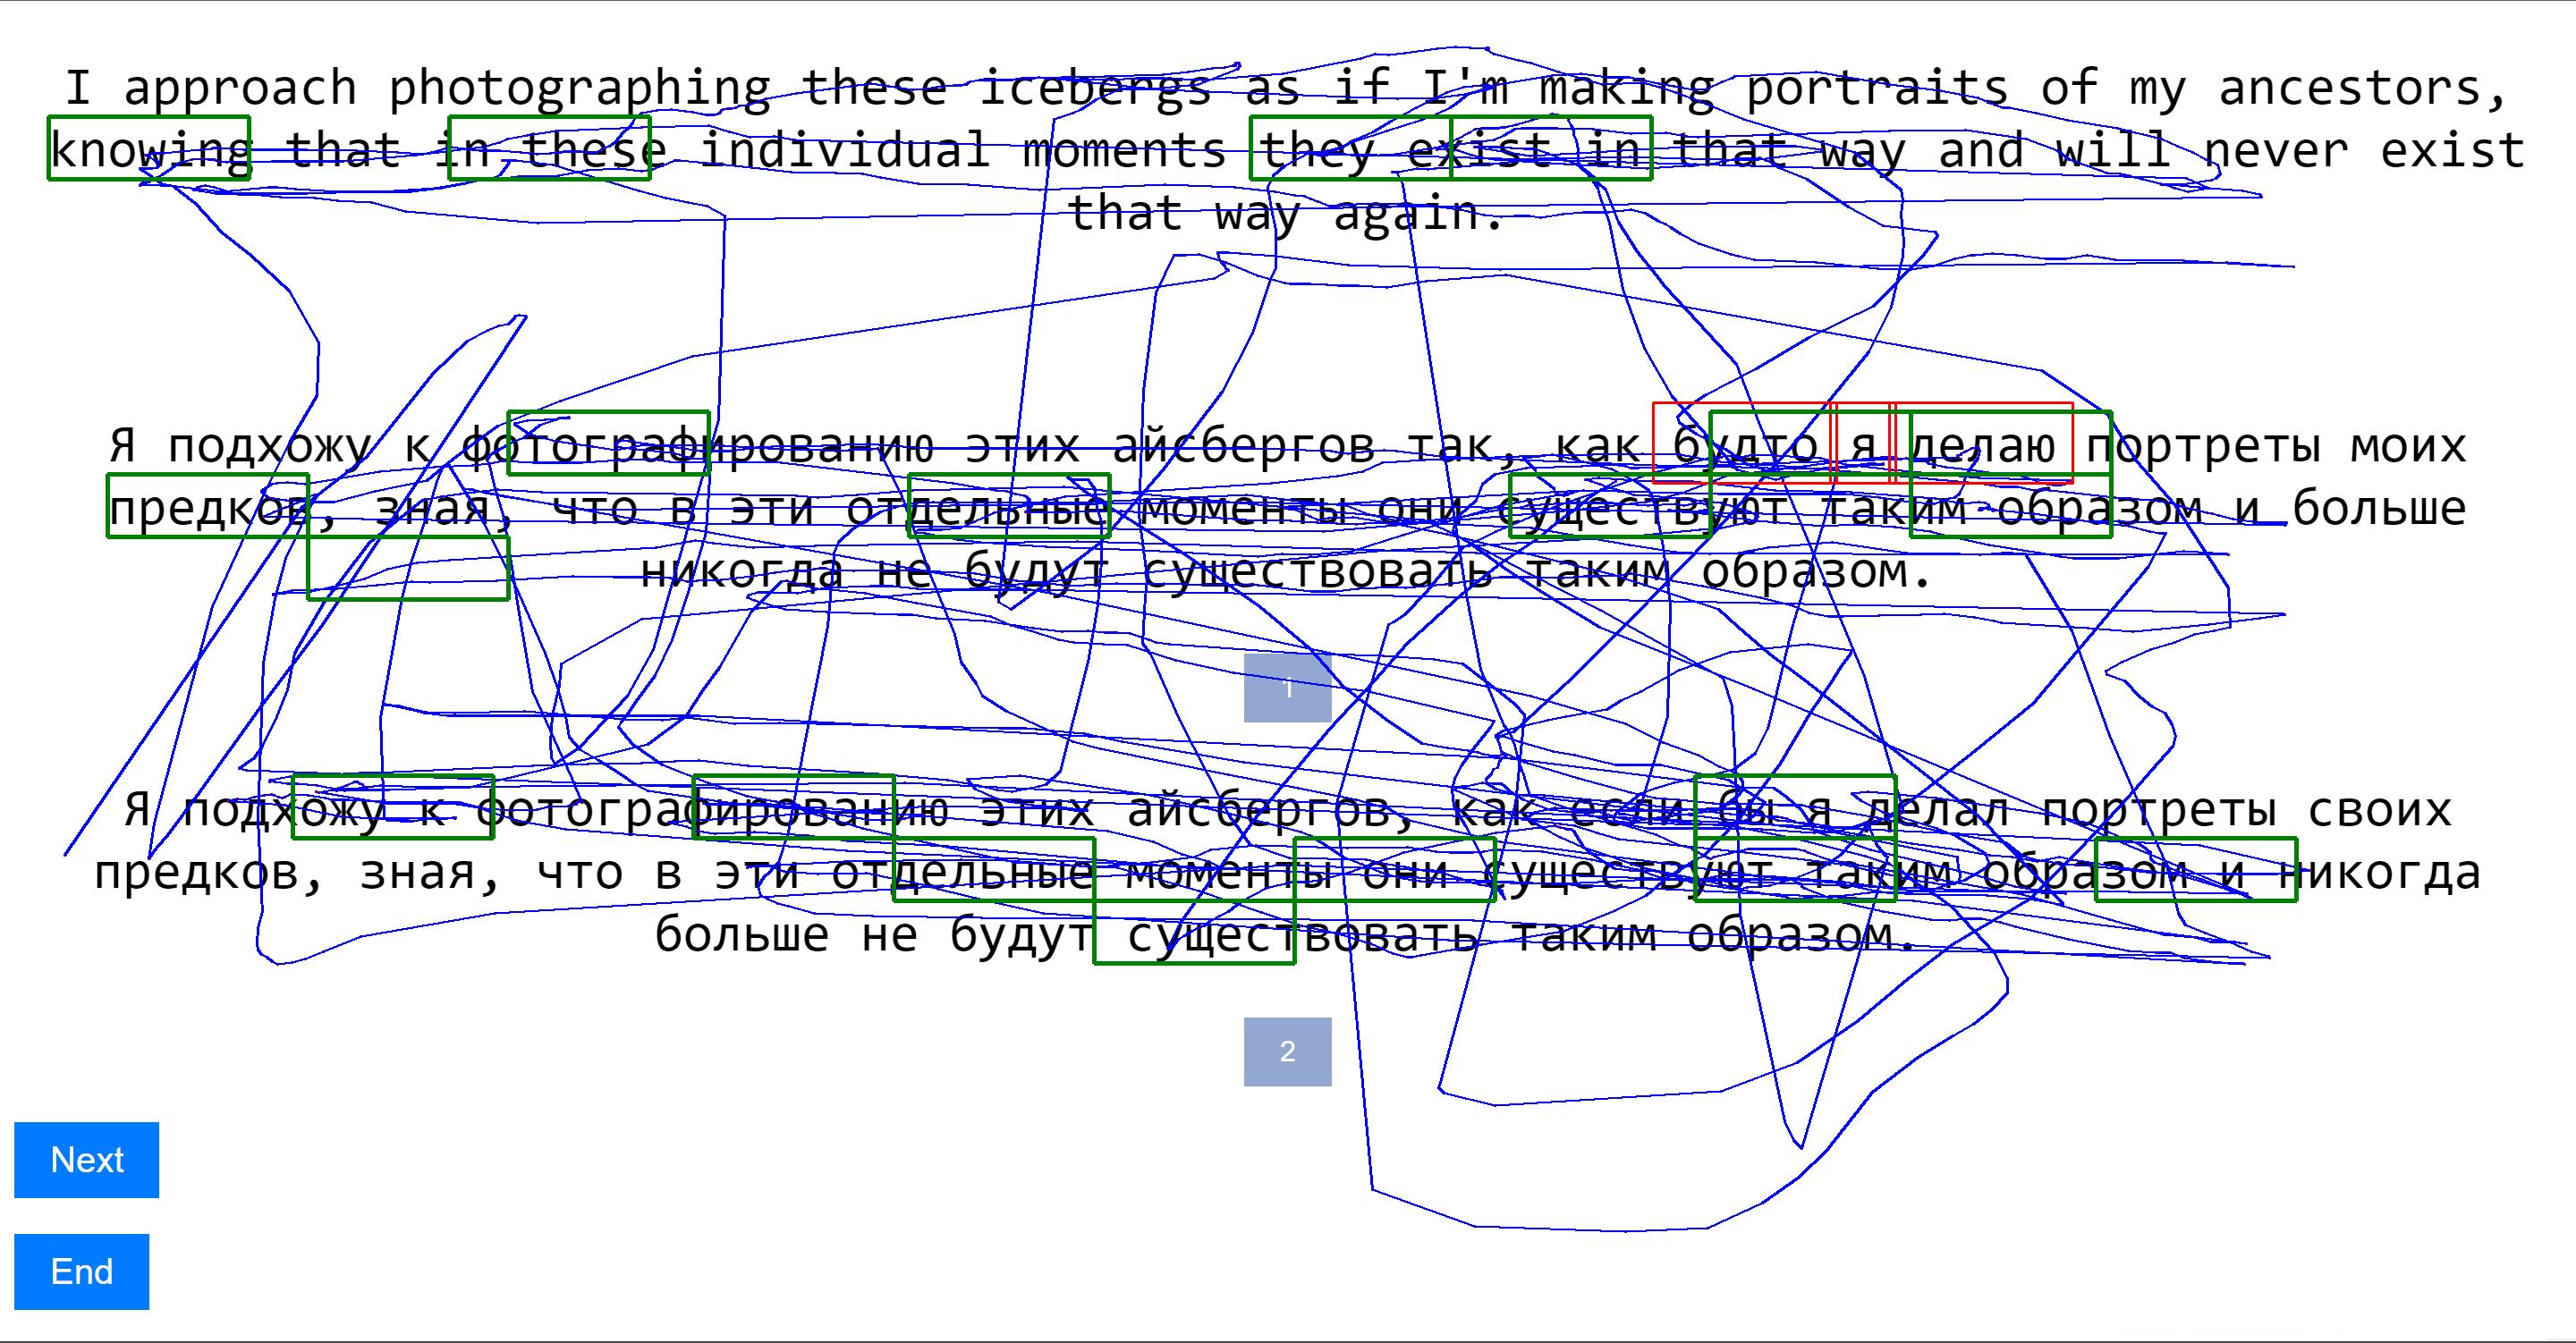 I approach photographing these icebergs as if I'm making portraits of my ancestors,
knowing that in these individual moments they exist in that way and will never exist
that way again.
Я подхожу к фотографированию этих айсбергов так, как будто я делаю портреты моих
предков, зная, что в эти отдельные моменты они существуют таким образом и больше
никогда не будут существовать таким образом.
1
Я подхожу к фотографированию этих айсбергов, как если бы я делал портреты своих
предков, зная, что в эти отдельные моменты они существуют таким образом и никогда
больше не будут существовать таким образом.
2
Next
End